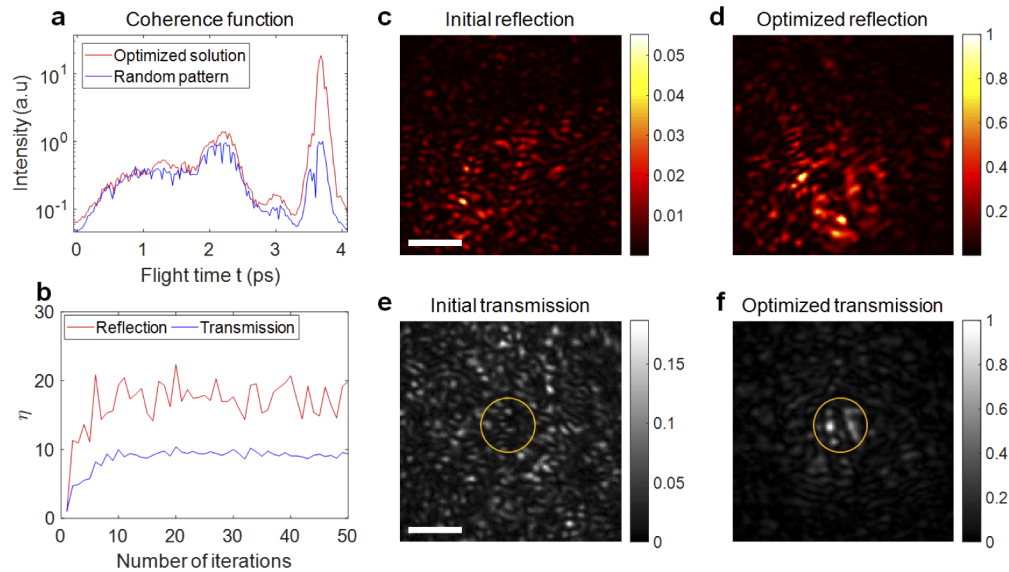 a Coherence function
Optimized solution
Random pattern
Intensity (a.u)
10^1
10^0
10^-1
0 1 2 3 4
Flight time t (ps)
c Initial reflection
0.05
0.04
0.03
0.02
0.01
d Optimized reflection
1
0.8
0.6
0.4
0.2
b
Reflection Transmission
η
30
20
10
0
0 10 20 30 40 50
Number of iterations
e Initial transmission
0.15
0.1
0.05
0
f Optimized transmission
1
0.8
0.6
0.4
0.2
0